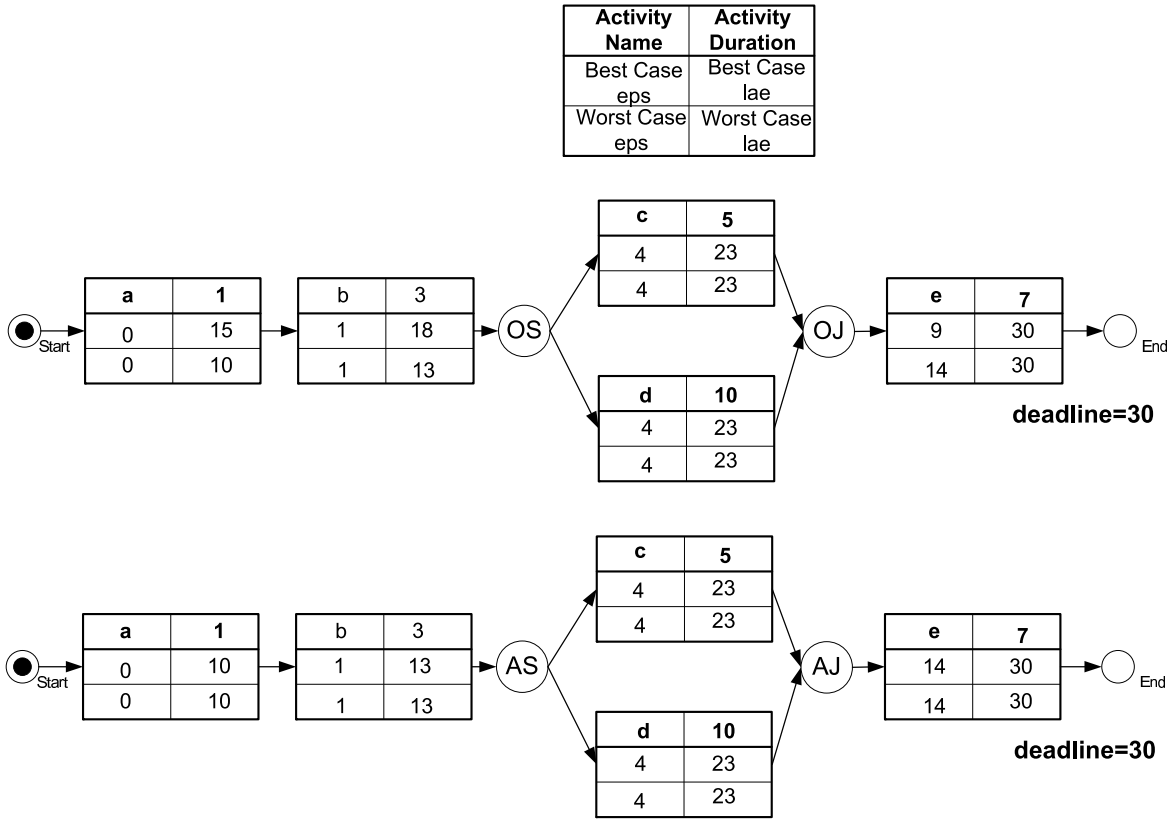 Activity Name Activity Duration
Best Case eps Best Case lae
Worst Case eps Worst Case lae
c 5
4 23
4 23
a 1
0 15
0 10
b 3
1 18
1 13
e 7
9 30
14 30
Start
OS
OJ
End
d 10
4 23
4 23
deadline=30
c 5
4 23
4 23
a 1
0 10
0 10
b 3
1 13
1 13
e 7
14 30
14 30
Start
AS
AJ
End
d 10
4 23
4 23
deadline=30